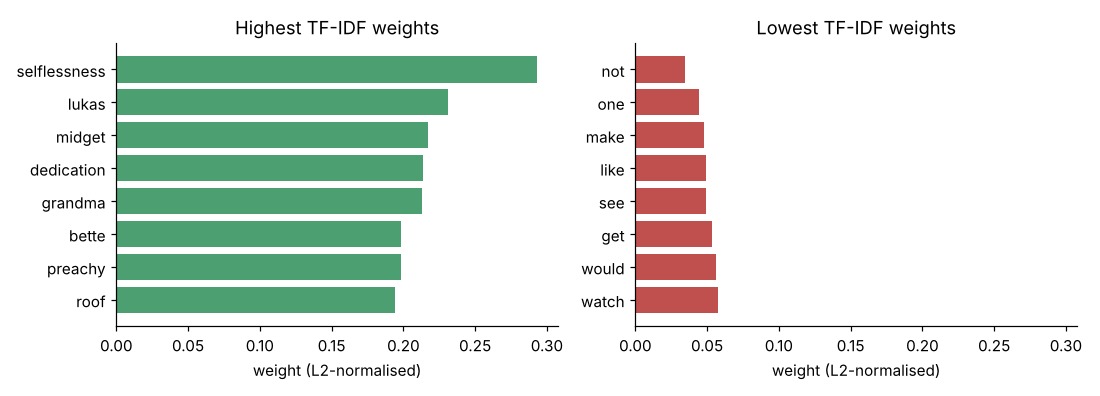 Highest TF-IDF weights
selflessness
lukas
midget
dedication
grandma
bette
preachy
roof
0.00 0.05 0.10 0.15 0.20 0.25 0.30
weight (L2-normalised)
Lowest TF-IDF weights
not
one
make
like
see
get
would
watch
0.00 0.05 0.10 0.15 0.20 0.25 0.30
weight (L2-normalised)